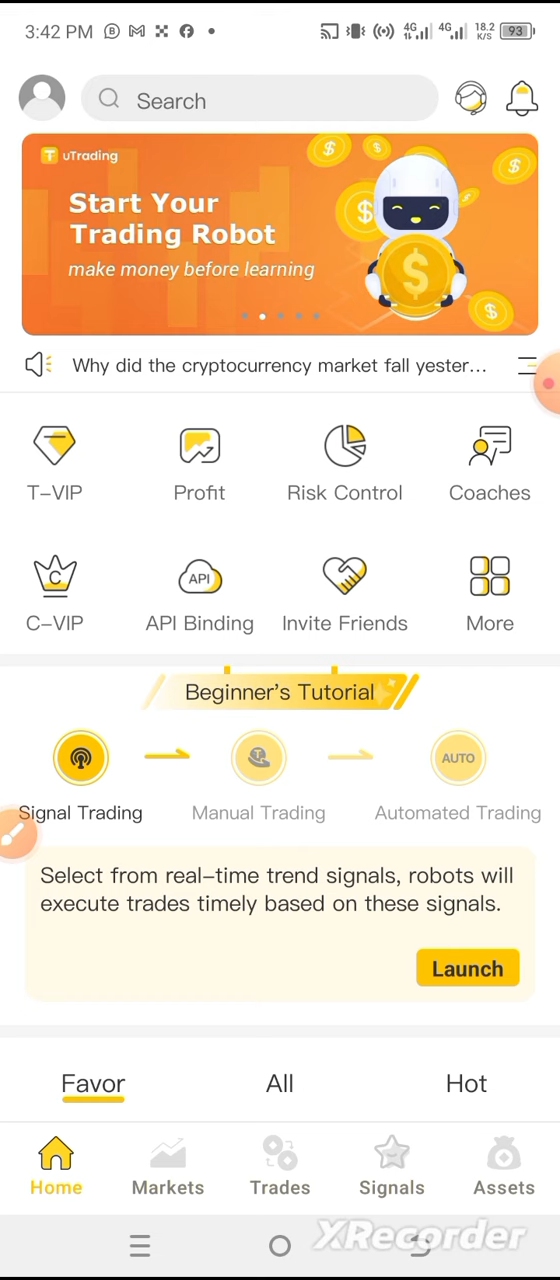 3:42 PM
4G 4G 18.2 K/S 93
Search
T uTrading
Start Your
Trading Robot
make money before learning
$ $ $ $ $ $
Why did the cryptocurrency market fall yester...
T-VIP Profit Risk Control Coaches
C API
C-VIP API Binding Invite Friends More
Beginner's Tutorial
T AUTO
Signal Trading Manual Trading Automated Trading
Select from real-time trend signals, robots will
execute trades timely based on these signals.
Launch
Favor All Hot
Home Markets Trades Signals Assets
XRecorder